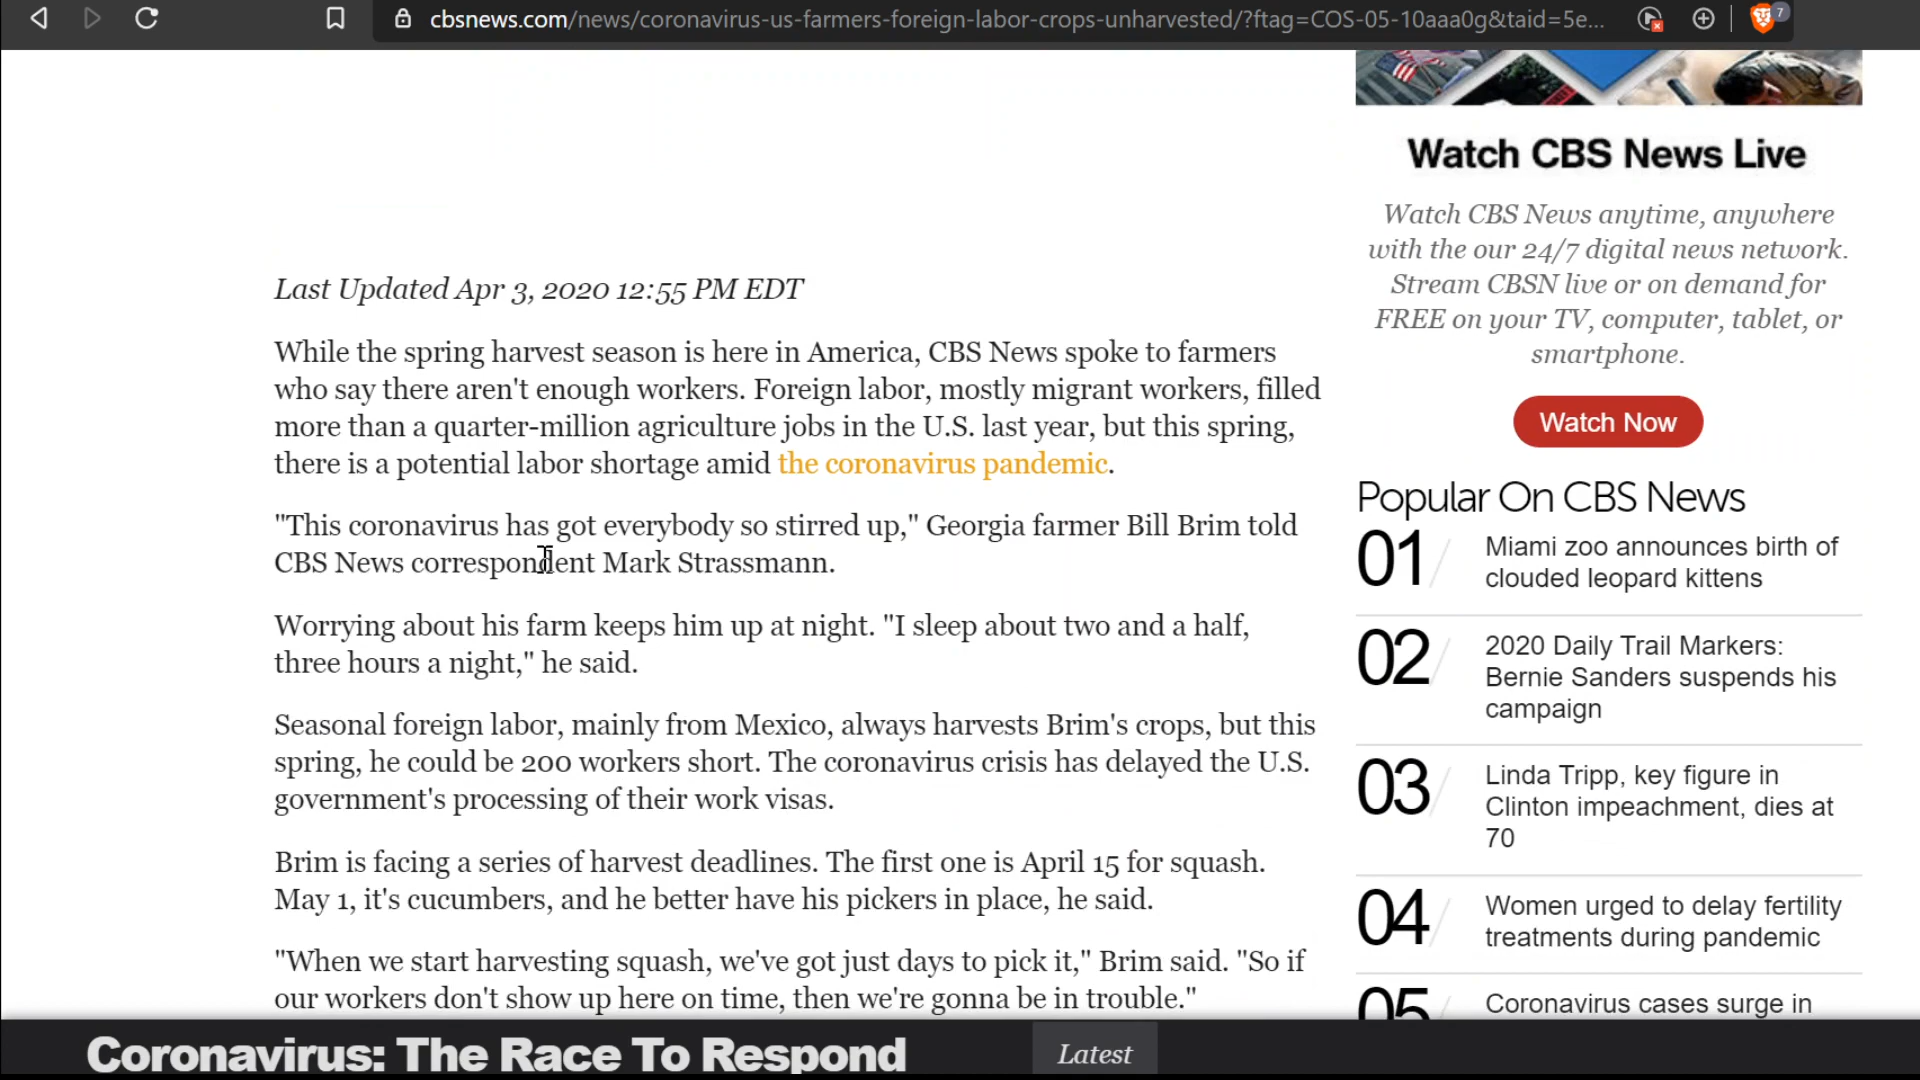 cbsnews.com/news/coronavirus-us-farmers-foreign-labor-crops-unharvested/?ftag=COS-05-10aaa0g&taid=5e...
7
Last Updated Apr 3, 2020 12:55 PM EDT
While the spring harvest season is here in America, CBS News spoke to farmers
who say there aren't enough workers. Foreign labor, mostly migrant workers, filled
more than a quarter-million agriculture jobs in the U.S. last year, but this spring,
there is a potential labor shortage amid the coronavirus pandemic.
"This coronavirus has got everybody so stirred up," Georgia farmer Bill Brim told
CBS News correspondent Mark Strassmann.
Worrying about his farm keeps him up at night. "I sleep about two and a half,
three hours a night," he said.
Seasonal foreign labor, mainly from Mexico, always harvests Brim's crops, but this
spring, he could be 200 workers short. The coronavirus crisis has delayed the U.S.
government's processing of their work visas.
Brim is facing a series of harvest deadlines. The first one is April 15 for squash.
May 1, it's cucumbers, and he better have his pickers in place, he said.
"When we start harvesting squash, we've got just days to pick it," Brim said. "So if
our workers don't show up here on time, then we're gonna be in trouble."
Watch CBS News Live
Watch CBS News anytime, anywhere
with the our 24/7 digital news network.
Stream CBSN live or on demand for
FREE on your TV, computer, tablet, or
smartphone.
Watch Now
Popular On CBS News
01 Miami zoo announces birth of
clouded leopard kittens
02 2020 Daily Trail Markers:
Bernie Sanders suspends his
campaign
03 Linda Tripp, key figure in
Clinton impeachment, dies at
70
04 Women urged to delay fertility
treatments during pandemic
05 Coronavirus cases surge in
Coronavirus: The Race To Respond
Latest